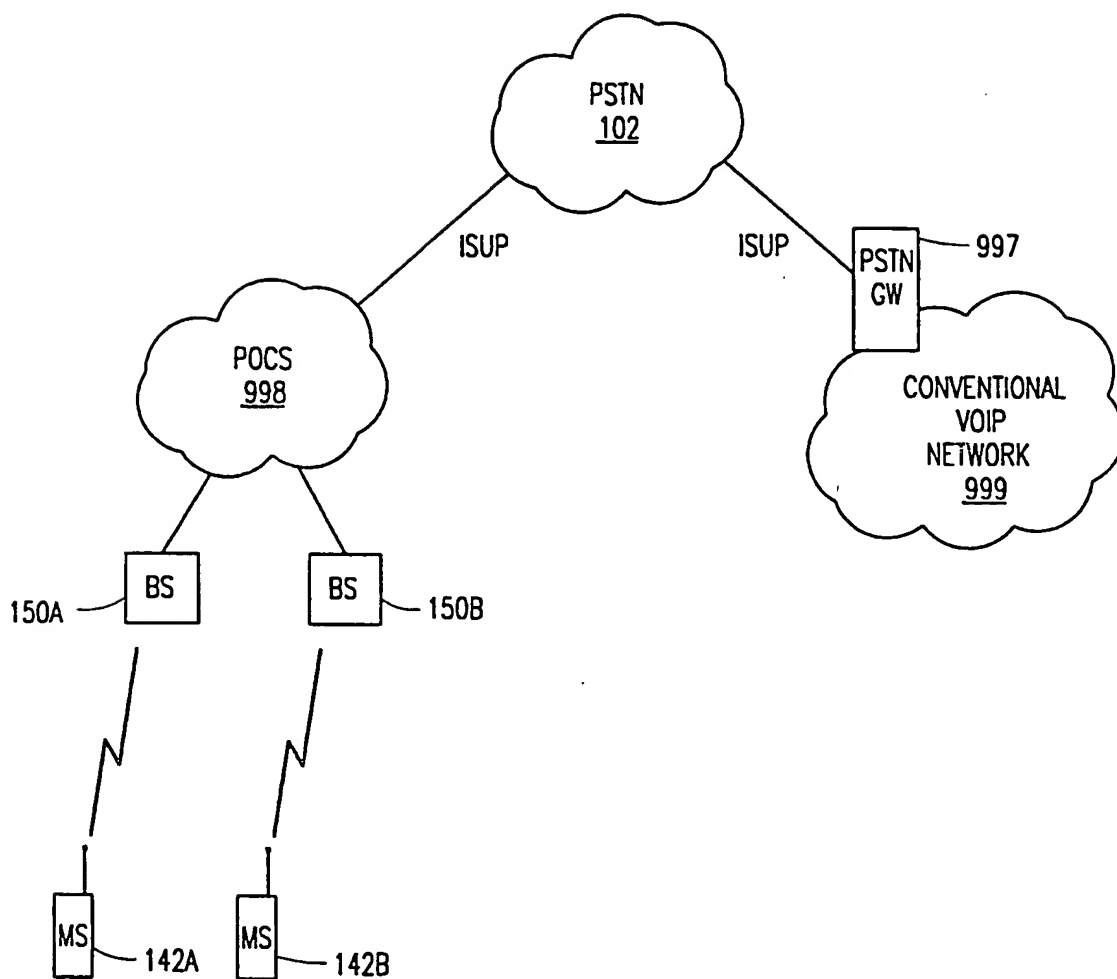 PSTN
102
ISUP
ISUP
997
PSTN
GW
POCS
998
CONVENTIONAL
VOIP
NETWORK
999
BS
BS
150A
150B
MS
MS
142A
142B